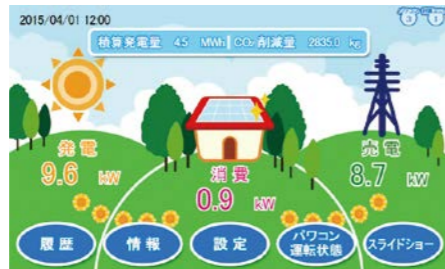 2015/04/01 12:00
積算発電量 4.5 MWh CO₂削減量 2835.0 kg
発電
9.6 kW
消費
0.9 kW
売電
8.7 kW
履歴
情報
設定
パワコン
運転状態
スライドショー